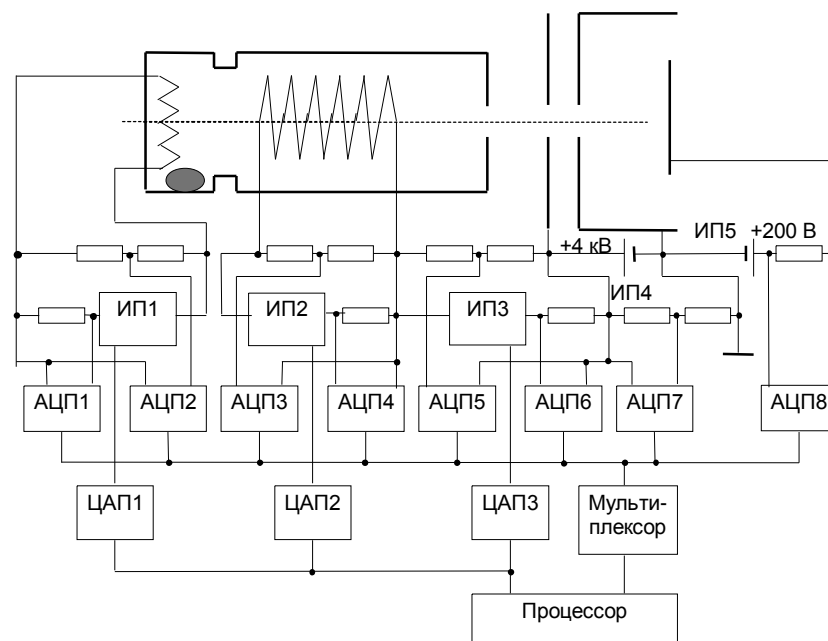 ИП5 +200 В
+4 кВ
ИП4
ИП1
ИП2
ИП3
АЦП1
АЦП2
АЦП3
АЦП4
АЦП5
АЦП6
АЦП7
АЦП8
ЦАП1
ЦАП2
ЦАП3
Мульти-
плексор
Процессор